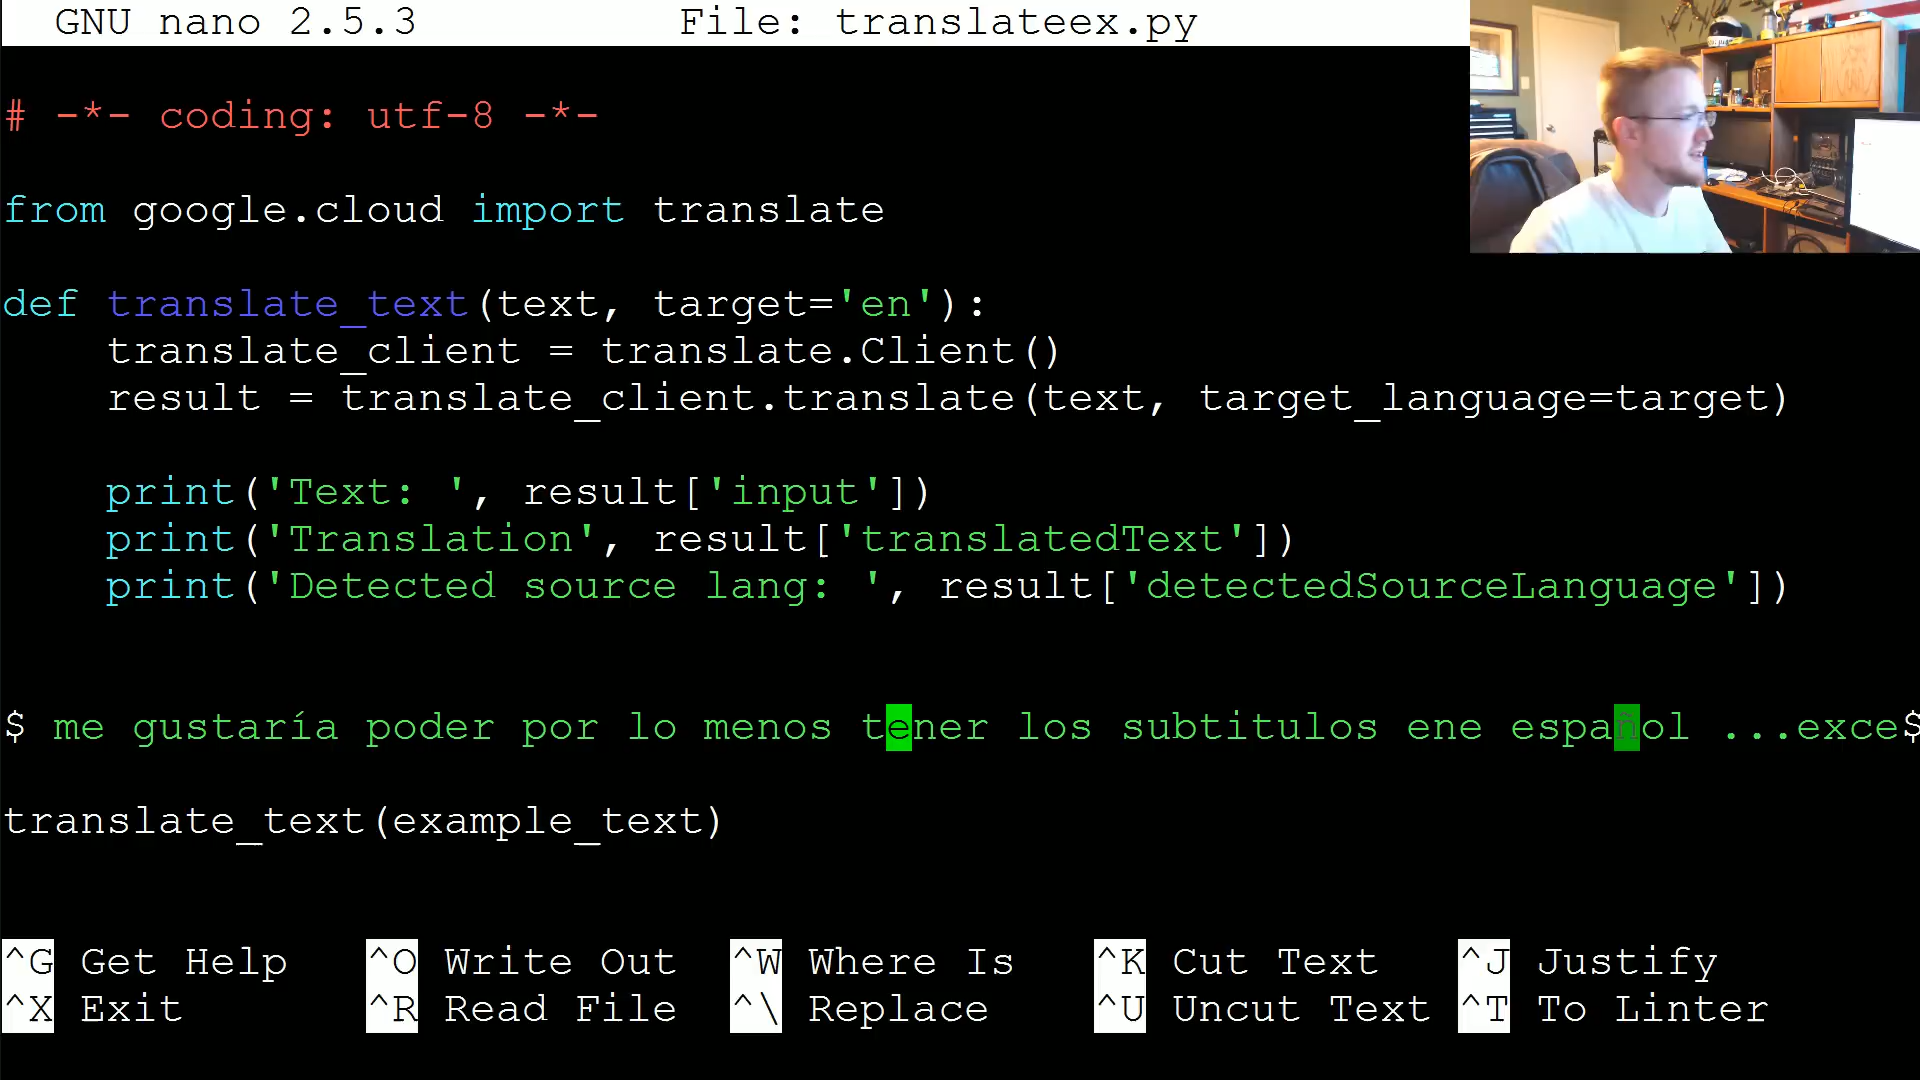 GNU nano 2.5.3 File: translateex.py
# -*- coding: utf-8 -*-
from google.cloud import translate
def translate_text(text, target='en'):
translate_client = translate.Client()
result = translate_client.translate(text, target_language=target)
print('Text: ', result['input'])
print('Translation', result['translatedText'])
print('Detected source lang: ', result['detectedSourceLanguage'])
$ me gustaría poder por lo menos tener los subtitulos ene español ...exce$
translate_text(example_text)
^G Get Help ^O Write Out ^W Where Is ^K Cut Text ^J Justify
^X Exit ^R Read File ^\ Replace ^U Uncut Text ^T To Linter